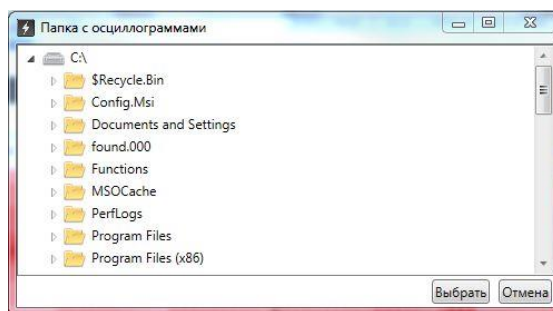 Папка с осциллограммами
C:\
$Recycle.Bin
Config.Msi
Documents and Settings
found.000
Functions
MSOCache
PerfLogs
Program Files
Program Files (x86)
Выбрать Отмена